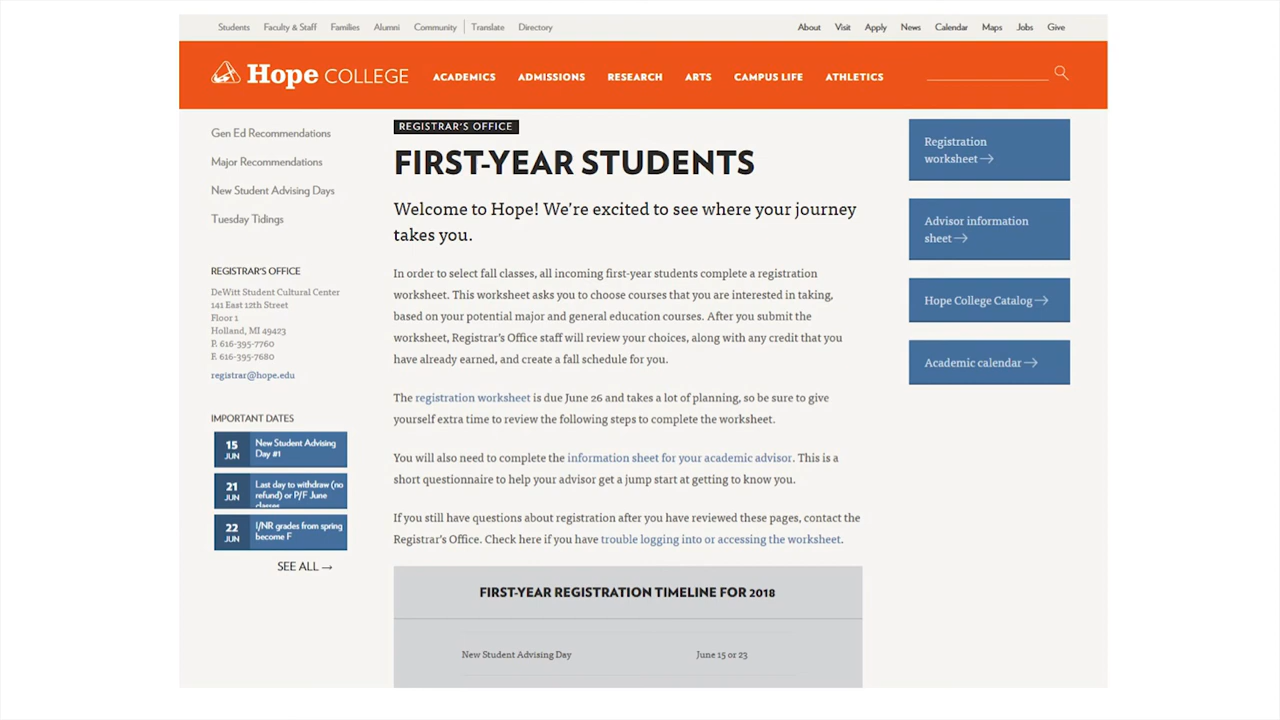 Students Faculty & Staff Families Alumni Community Translate Directory About Visit Apply News Calendar Maps Jobs Give
Hope COLLEGE ACADEMICS ADMISSIONS RESEARCH ARTS CAMPUS LIFE ATHLETICS
Gen Ed Recommendations
Major Recommendations
New Student Advising Days
Tuesday Tidings
REGISTRAR'S OFFICE
DeWitt Student Cultural Center
141 East 12th Street
Floor 1
Holland, MI 49423
P. 616-395-7760
F. 616-395-7680
registrar@hope.edu
IMPORTANT DATES
15 JUN New Student Advising
Day #1
21 JUN Last day to withdraw (no
refund) or P/F June
classes
22 JUN I/NR grades from spring
become F
SEE ALL →
REGISTRAR'S OFFICE
FIRST-YEAR STUDENTS
Welcome to Hope! We're excited to see where your journey
takes you.
In order to select fall classes, all incoming first-year students complete a registration
worksheet. This worksheet asks you to choose courses that you are interested in taking,
based on your potential major and general education courses. After you submit the
worksheet, Registrar's Office staff will review your choices, along with any credit that you
have already earned, and create a fall schedule for you.
The registration worksheet is due June 26 and takes a lot of planning, so be sure to give
yourself extra time to review the following steps to complete the worksheet.
You will also need to complete the information sheet for your academic advisor. This is a
short questionnaire to help your advisor get a jump start at getting to know you.
If you still have questions about registration after you have reviewed these pages, contact the
Registrar's Office. Check here if you have trouble logging into or accessing the worksheet.
FIRST-YEAR REGISTRATION TIMELINE FOR 2018
New Student Advising Day June 15 or 23
Registration
worksheet →
Advisor information
sheet →
Hope College Catalog →
Academic calendar →